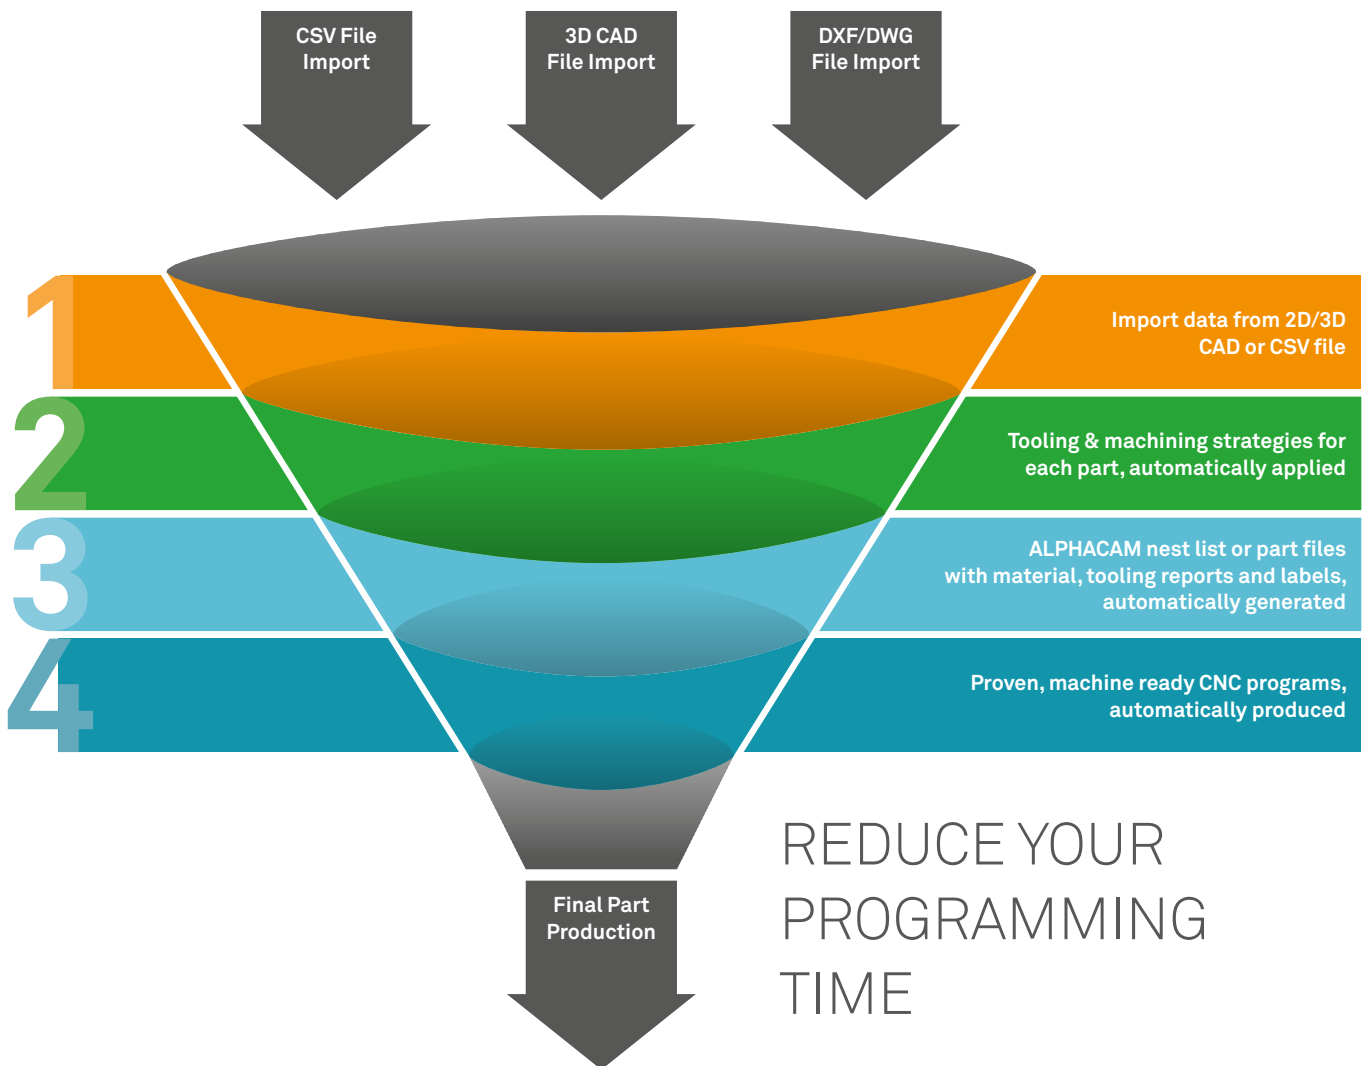 CSV File
Import
3D CAD
File Import
DXF/DWG
File Import
1
Import data from 2D/3D
CAD or CSV file
2
Tooling & machining strategies for
each part, automatically applied
3
ALPHACAM nest list or part files
with material, tooling reports and labels,
automatically generated
4
Proven, machine ready CNC programs,
automatically produced
Final Part
Production
REDUCE YOUR
PROGRAMMING
TIME